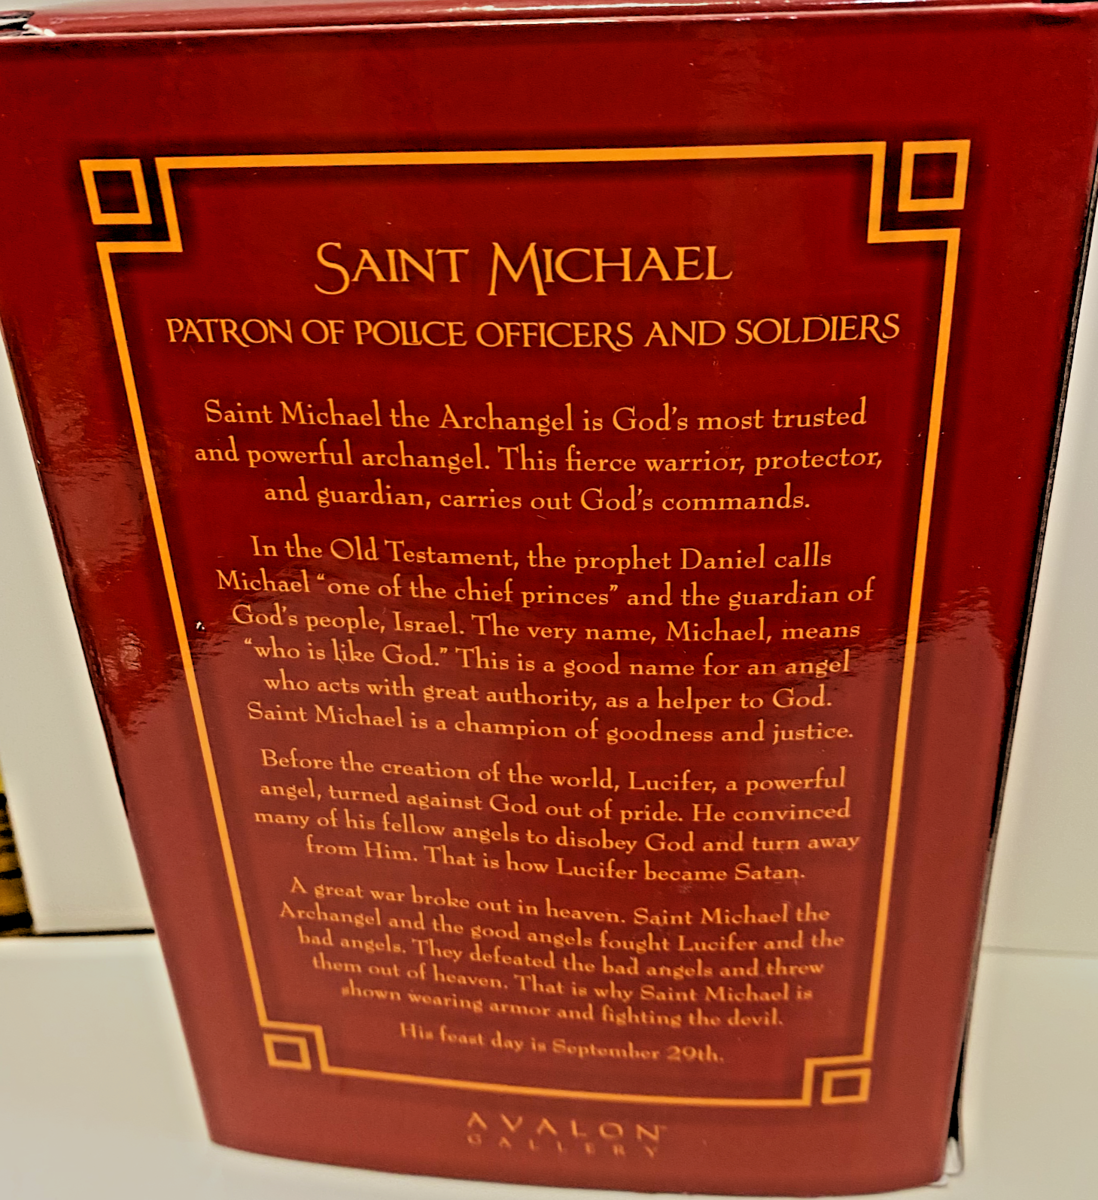 SAINT MICHAEL
PATRON OF POLICE OFFICERS AND SOLDIERS
Saint Michael the Archangel is God's most trusted
and powerful archangel. This fierce warrior, protector,
and guardian, carries out God's commands.
In the Old Testament, the prophet Daniel calls
Michael “one of the chief princes” and the guardian of
God's people, Israel. The very name, Michael, means
“who is like God.” This is a good name for an angel
who acts with great authority, as a helper to God.
Saint Michael is a champion of goodness and justice.
Before the creation of the world, Lucifer, a powerful
angel, turned against God out of pride. He convinced
many of his fellow angels to disobey God and turn away
from Him. That is how Lucifer became Satan.
A great war broke out in heaven. Saint Michael the
Archangel and the good angels fought Lucifer and the
bad angels. They defeated the bad angels and threw
them out of heaven. That is why Saint Michael is
shown wearing armor and fighting the devil.
His feast day is September 29th.
AVALON
GALLERY